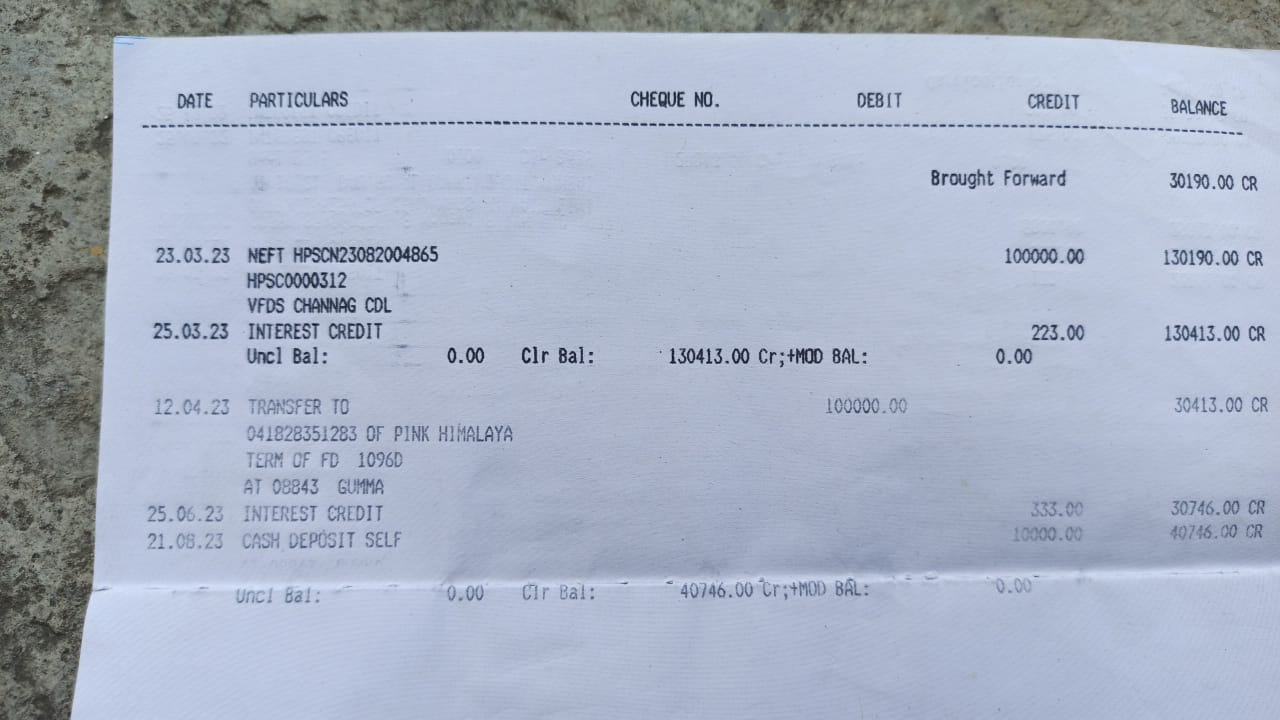 DATE PARTICULARS CHEQUE NO. DEBIT CREDIT BALANCE
Brought Forward 30190.00 CR
23.03.23 NEFT HPSCN23082004865 100000.00 130190.00 CR
HPSC0000312
VFDS CHANNAG CDL
25.03.23 INTEREST CREDIT 223.00 130413.00 CR
Uncl Bal: 0.00 Clr Bal: 130413.00 Cr;+MOD BAL: 0.00
12.04.23 TRANSFER TO 100000.00 30413.00 CR
041828351283 OF PINK HIMALAYA
TERM OF FD 1096D
AT 08843 GUMMA
25.06.23 INTEREST CREDIT 333.00 30746.00 CR
21.08.23 CASH DEPOSIT SELF 10000.00 40746.00 CR
Uncl Bal: 0.00 Clr Bal: 40746.00 Cr;+MOD BAL: 0.00